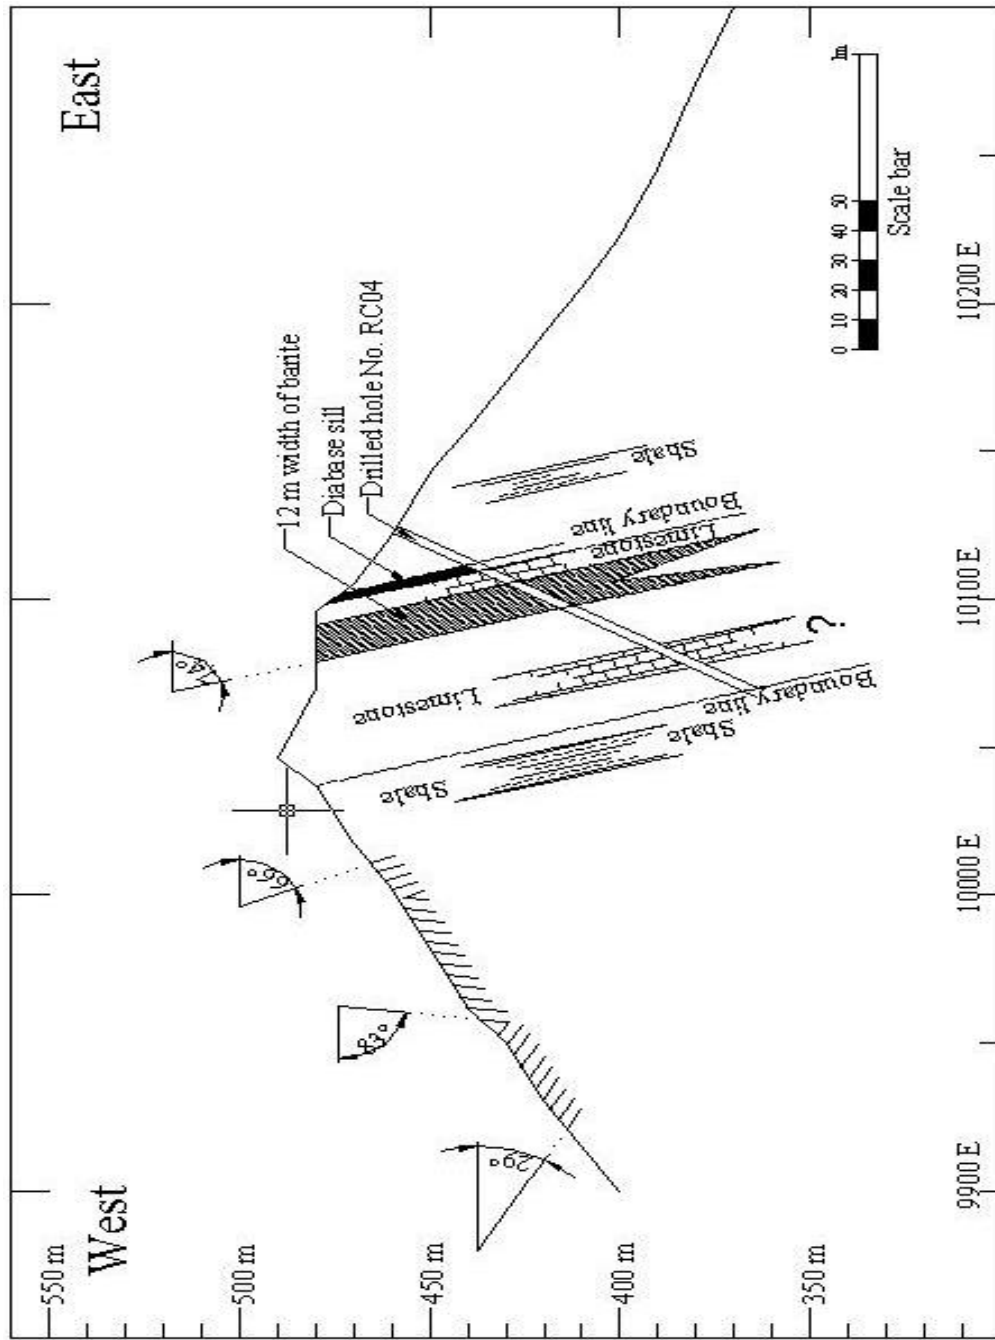 West
East
550 m
500 m
450 m
400 m
350 m
9900 E
10000 E
10100 E
10200 E
29°
83°
66°
74°
12 m width of barite
Diabase sill
Drilled hole No. RC04
Shale
Boundary line
Limestone
Limestone
?
Boundary line
Shale
Shale
0 10 20 30 40 50
Scale bar